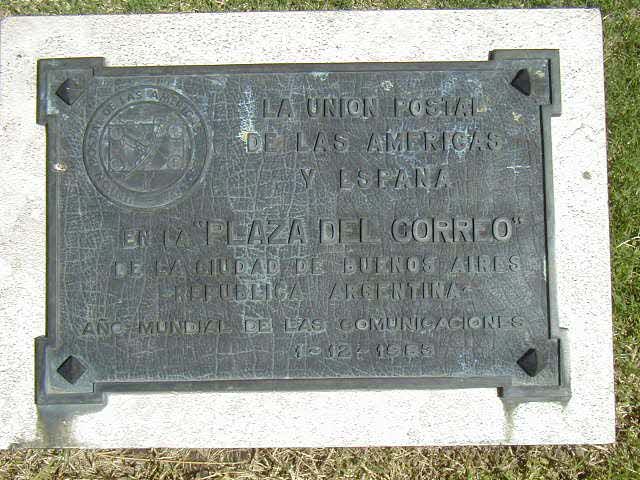 LA UNION POSTAL
DE LAS AMERICAS
Y ESPAÑA
EN LA "PLAZA DEL CORREO"
DE LA CIUDAD DE BUENOS AIRES
-REPUBLICA ARGENTINA-
AÑO MUNDIAL DE LAS COMUNICACIONES
1-12-1983